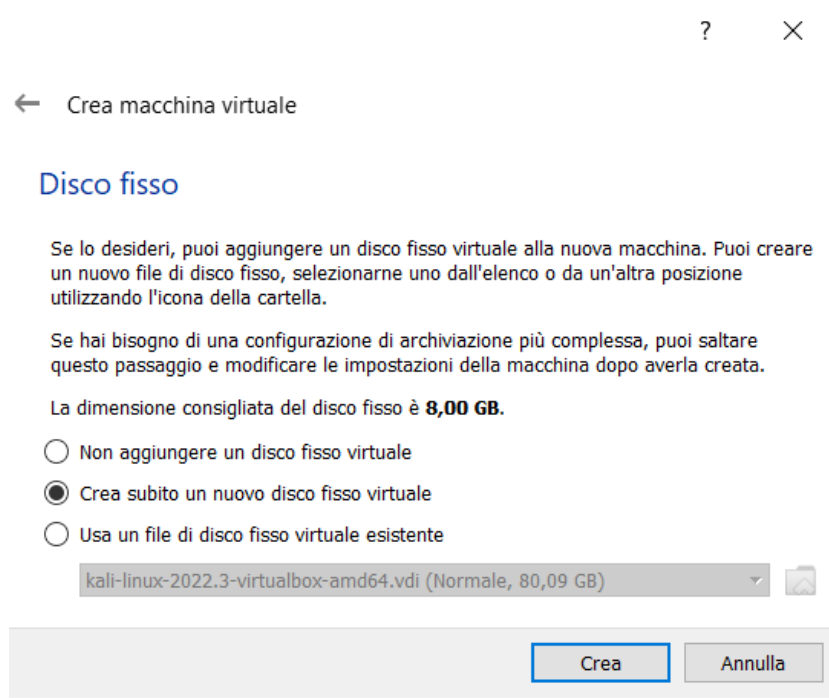 ?
Crea macchina virtuale
Disco fisso
Se lo desideri, puoi aggiungere un disco fisso virtuale alla nuova macchina. Puoi creare
un nuovo file di disco fisso, selezionarne uno dall'elenco o da un'altra posizione
utilizzando l'icona della cartella.
Se hai bisogno di una configurazione di archiviazione più complessa, puoi saltare
questo passaggio e modificare le impostazioni della macchina dopo averla creata.
La dimensione consigliata del disco fisso è 8,00 GB.
Non aggiungere un disco fisso virtuale
Crea subito un nuovo disco fisso virtuale
Usa un file di disco fisso virtuale esistente
kali-linux-2022.3-virtualbox-amd64.vdi (Normale, 80,09 GB)
Crea Annulla